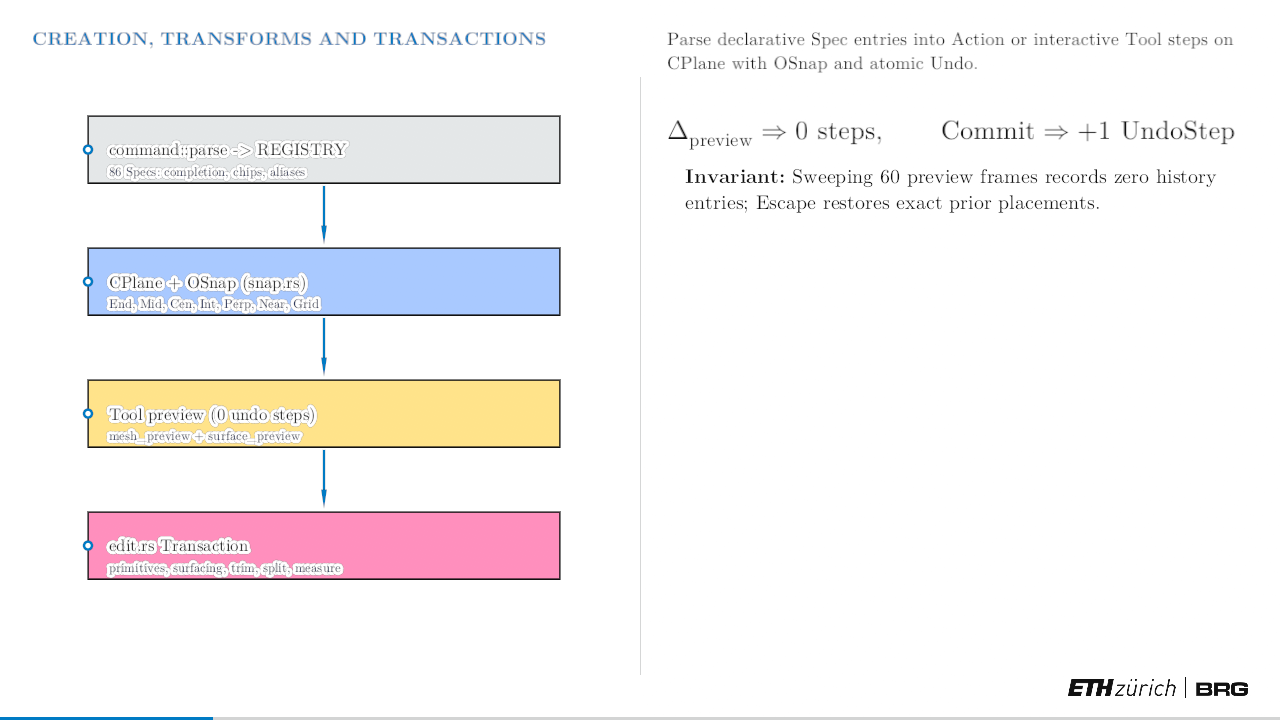 CREATION, TRANSFORMS AND TRANSACTIONS
command::parse -> REGISTRY
86 Specs: completion, chips, aliases
CPlane + OSnap (snap.rs)
End, Mid, Cen, Int, Perp, Near, Grid
Tool preview (0 undo steps)
mesh_preview + surface_preview
edit.rs Transaction
primitives, surfacing, trim, split, measure
Parse declarative Spec entries into Action or interactive Tool steps on
CPlane with OSnap and atomic Undo.
Δpreview ⇒ 0 steps, Commit ⇒ +1 UndoStep
Invariant: Sweeping 60 preview frames records zero history
entries; Escape restores exact prior placements.
ETH zürich | BRG